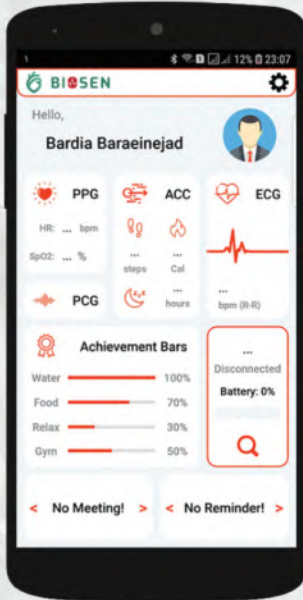 12% 23:07
BIOSEN
Hello,
Bardia Baraeinejad
PPG
HR: ... bpm
SpO2: ... %
ACC
...
steps
...
Cal
...
hours
ECG
...
bpm (R-R)
PCG
Achievement Bars
Water 100%
Food 70%
Relax 30%
Gym 50%
...
Disconnected
Battery: 0%
< No Meeting! >
< No Reminder! >